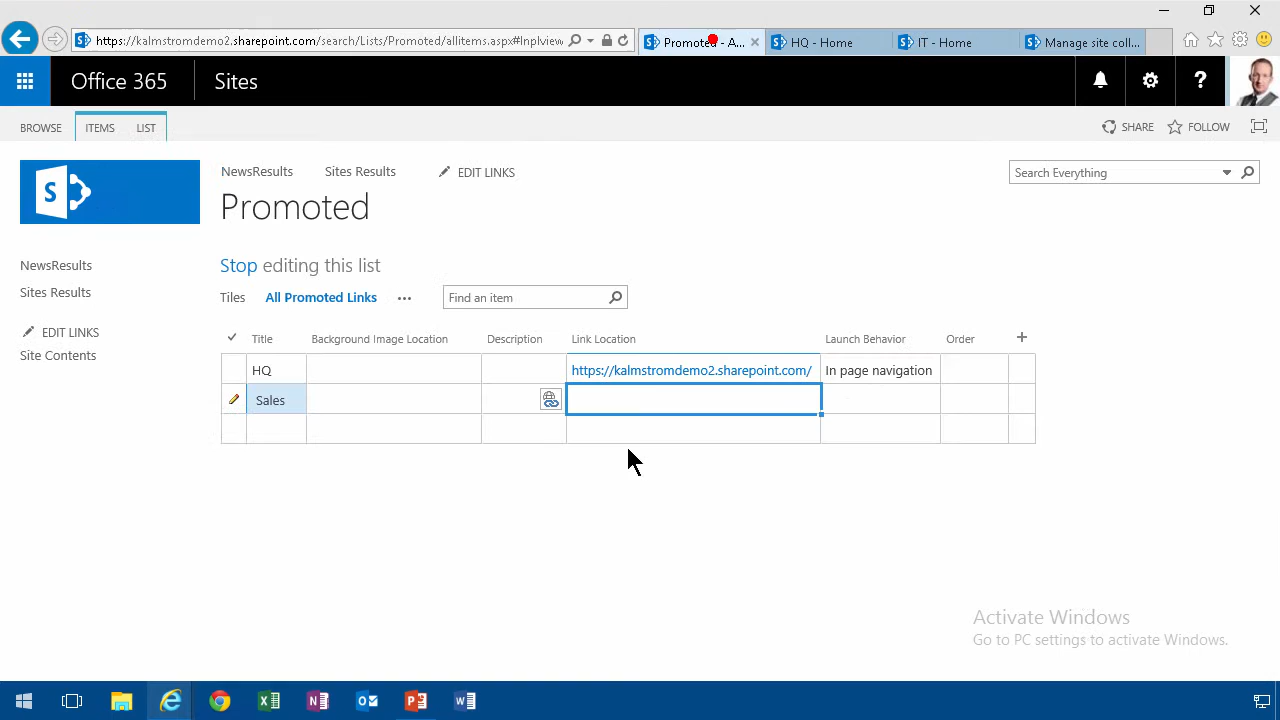 https://kalmstromdemo2.sharepoint.com/search/Lists/Promoted/allitems.aspx#Inplview
Promoted - A...
HQ - Home
IT - Home
Manage site coll...
Office 365
Sites
BROWSE
ITEMS
LIST
SHARE
FOLLOW
NewsResults
Sites Results
EDIT LINKS
Search Everything
Promoted
Stop editing this list
NewsResults
Sites Results
EDIT LINKS
Site Contents
Tiles
All Promoted Links
...
Find an item
Title
Background Image Location
Description
Link Location
Launch Behavior
Order
HQ
https://kalmstromdemo2.sharepoint.com/
In page navigation
Sales
Activate Windows
Go to PC settings to activate Windows.